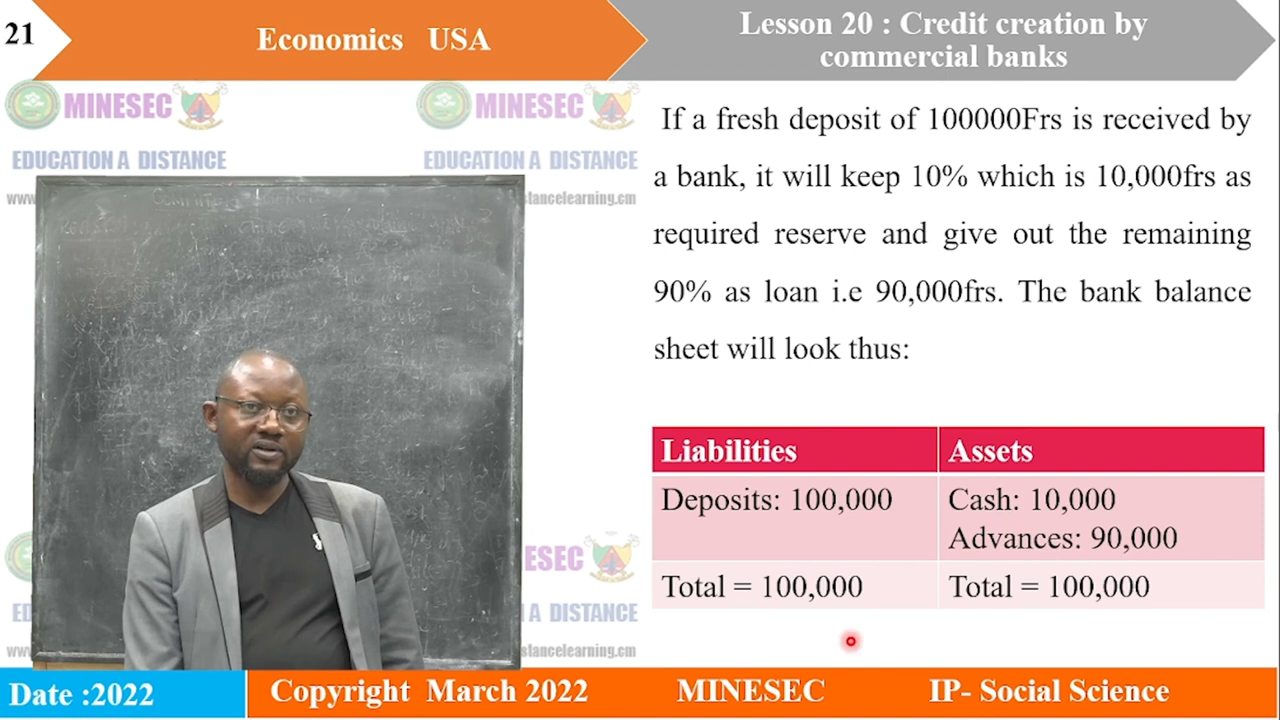 21
Economics USA
Lesson 20 : Credit creation by
commercial banks
MINESEC
MINESEC
EDUCATION A DISTANCE
EDUCATION A DISTANCE
If a fresh deposit of 100000Frs is received by
a bank, it will keep 10% which is 10,000frs as
required reserve and give out the remaining
90% as loan i.e 90,000frs. The bank balance
sheet will look thus:
Liabilities
Assets
Deposits: 100,000
Cash: 10,000
Advances: 90,000
Total = 100,000
Total = 100,000
ESEC
A DISTANCE
Date :2022
Copyright March 2022
MINESEC
IP- Social Science